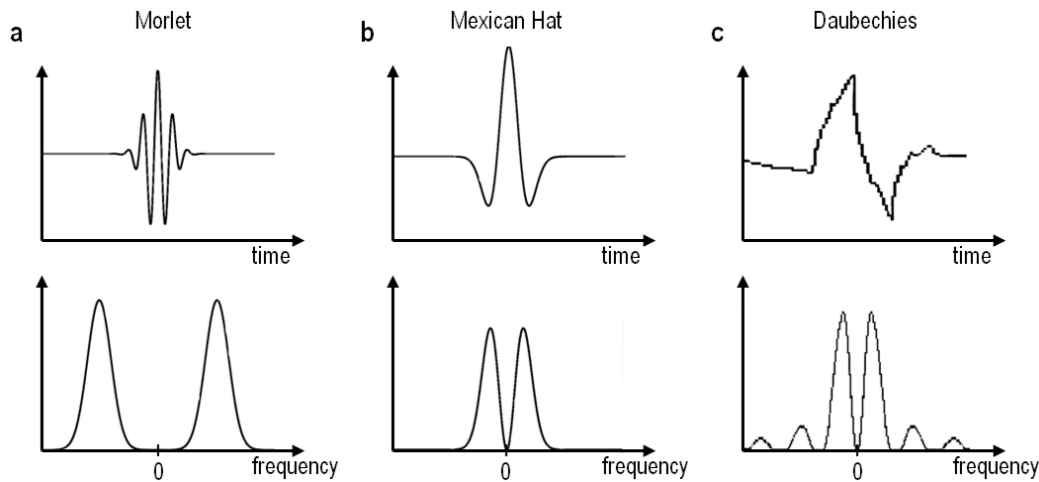 Morlet
Mexican Hat
Daubechies
a
b
c
time
time
time
0
frequency
0
frequency
0
frequency